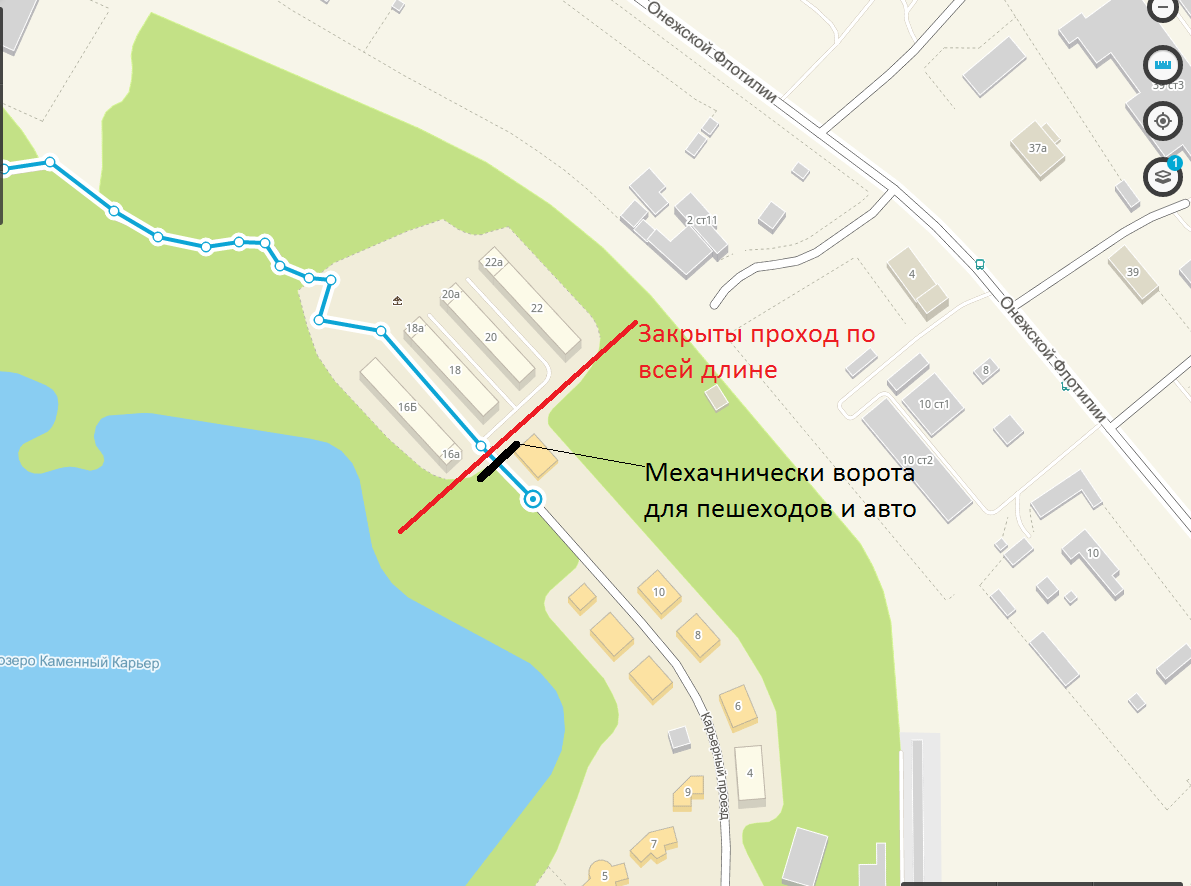 Онежской Флотилии
39 ст3
1
37а
2 ст11
4
39
22а
22
20а
20
18а
18
16Б
16а
Закрыты проход по
всей длине
Онежской Флотилии
8
10 ст1
10 ст2
Мехачнически ворота
для пешеходов и авто
10
10
8
озеро Каменный Карьер
6
Карьерный проезд
4
9
7
5